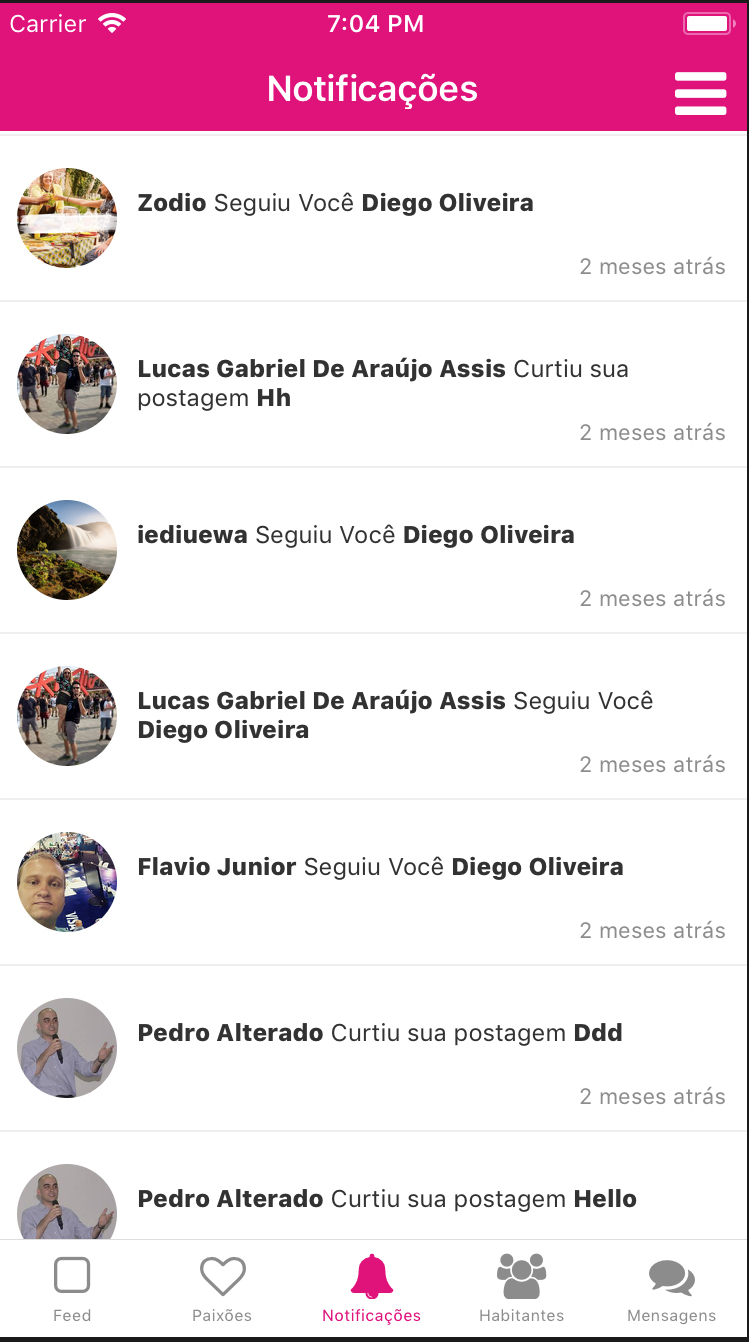 Carrier 7:04 PM
Notificações
Zodio Seguiu Você Diego Oliveira
2 meses atrás
Lucas Gabriel De Araújo Assis Curtiu sua
postagem Hh
2 meses atrás
iediuewa Seguiu Você Diego Oliveira
2 meses atrás
Lucas Gabriel De Araújo Assis Seguiu Você
Diego Oliveira
2 meses atrás
Flavio Junior Seguiu Você Diego Oliveira
2 meses atrás
Pedro Alterado Curtiu sua postagem Ddd
2 meses atrás
Pedro Alterado Curtiu sua postagem Hello
Feed Paixões Notificações Habitantes Mensagens